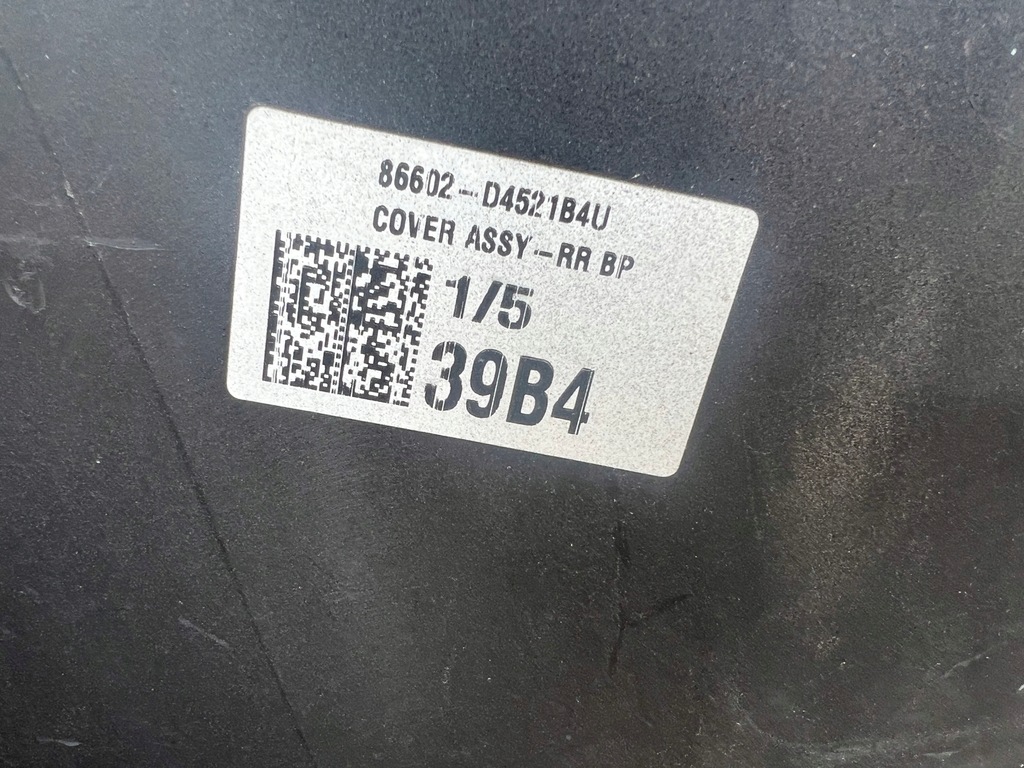 86602-D4521B4U
COVER ASSY-RR BP
1/5
39B4